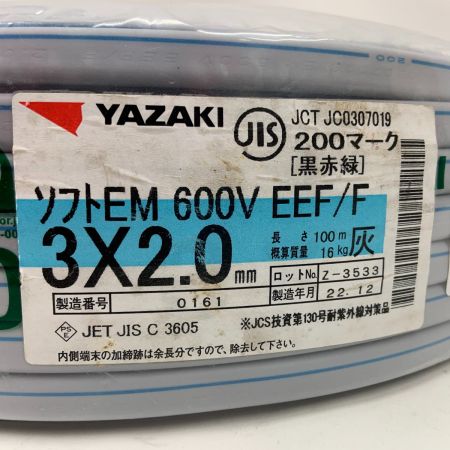 YAZAKI
JIS
JCT JC0307019
200マーク
[黒赤緑]
ソフトEM 600V EEF/F
3X2.0mm
長さ 100m
概算質量 16kg
灰
ロットNo. Z-3533
製造番号 0161
製造年月 22.12
PS E JET JIS C 3605
※JCS技資第130号耐紫外線対策品
内側端末の加締跡は余長分ですので、除去して下さい。